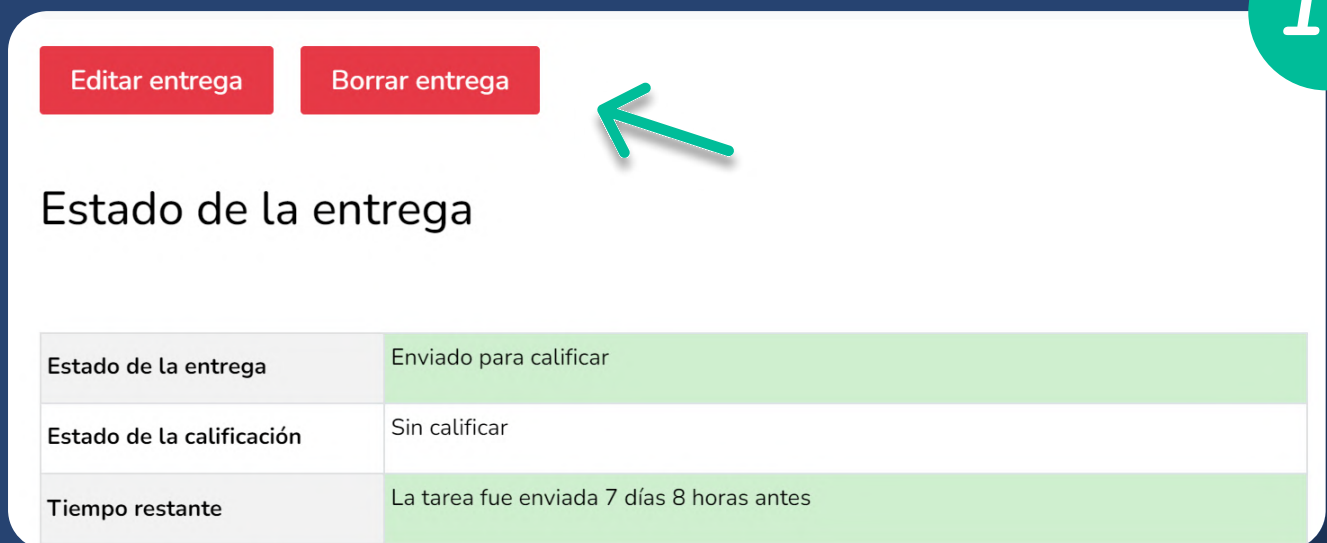 1
Editar entrega Borrar entrega
Estado de la entrega
Estado de la entrega Enviado para calificar
Estado de la calificación Sin calificar
Tiempo restante La tarea fue enviada 7 días 8 horas antes